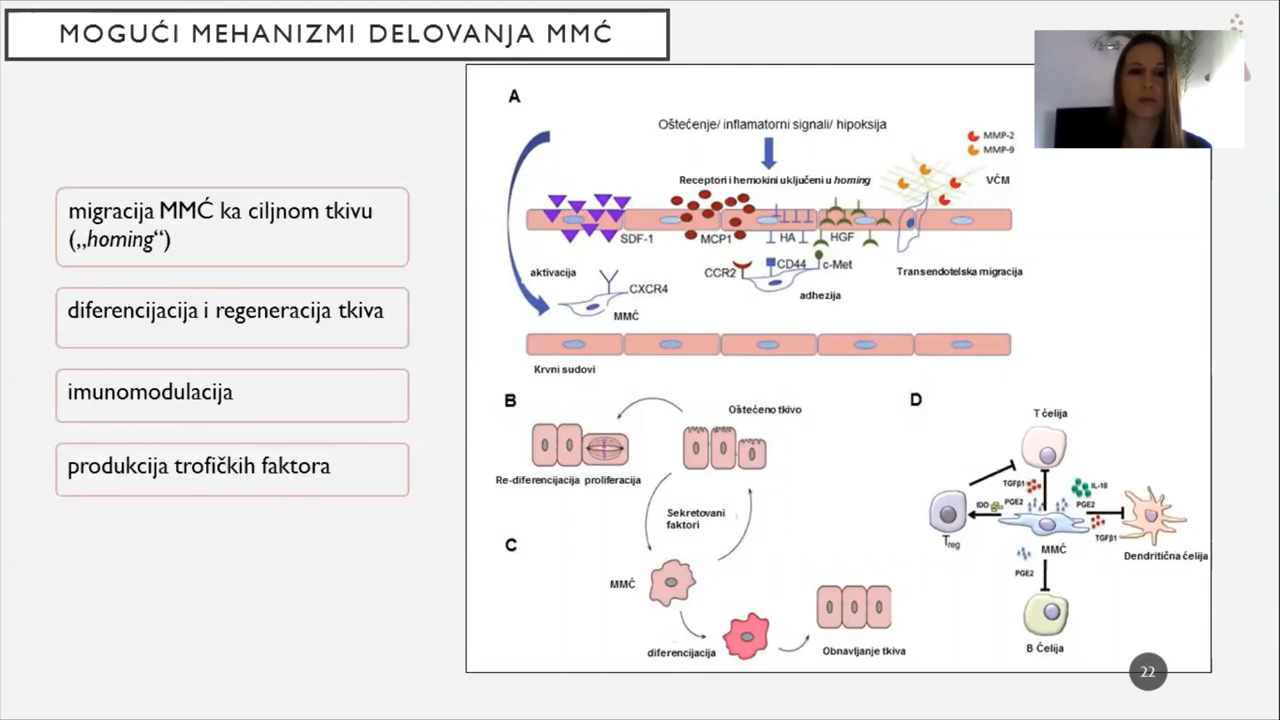 MOGUĆI MEHANIZMI DELOVANJA MMĆ
migracija MMĆ ka ciljnom tkivu
(„homing“)
diferencijacija i regeneracija tkiva
imunomodulacija
produkcija trofičkih faktora
A
Oštećenje/ inflamatorni signali/ hipoksija
MMP-2
MMP-9
Receptori i hemokini uključeni u homing
VĆM
SDF-1
MCP1
HA
HGF
aktivacija
CXCR4
CCR2
CD44
c-Met
Transendotelska migracija
adhezija
MMĆ
Krvni sudovi
B
Oštećeno tkivo
Re-diferencijacija proliferacija
Sekretovani
faktori
C
MMĆ
diferencijacija
Obnavljanje tkiva
D
T ćelija
TGFβ1
IL-10
IDO
PGE2
PGE2
Treg
TGFβ1
MMĆ
Dendritična ćelija
PGE2
B Ćelija
22